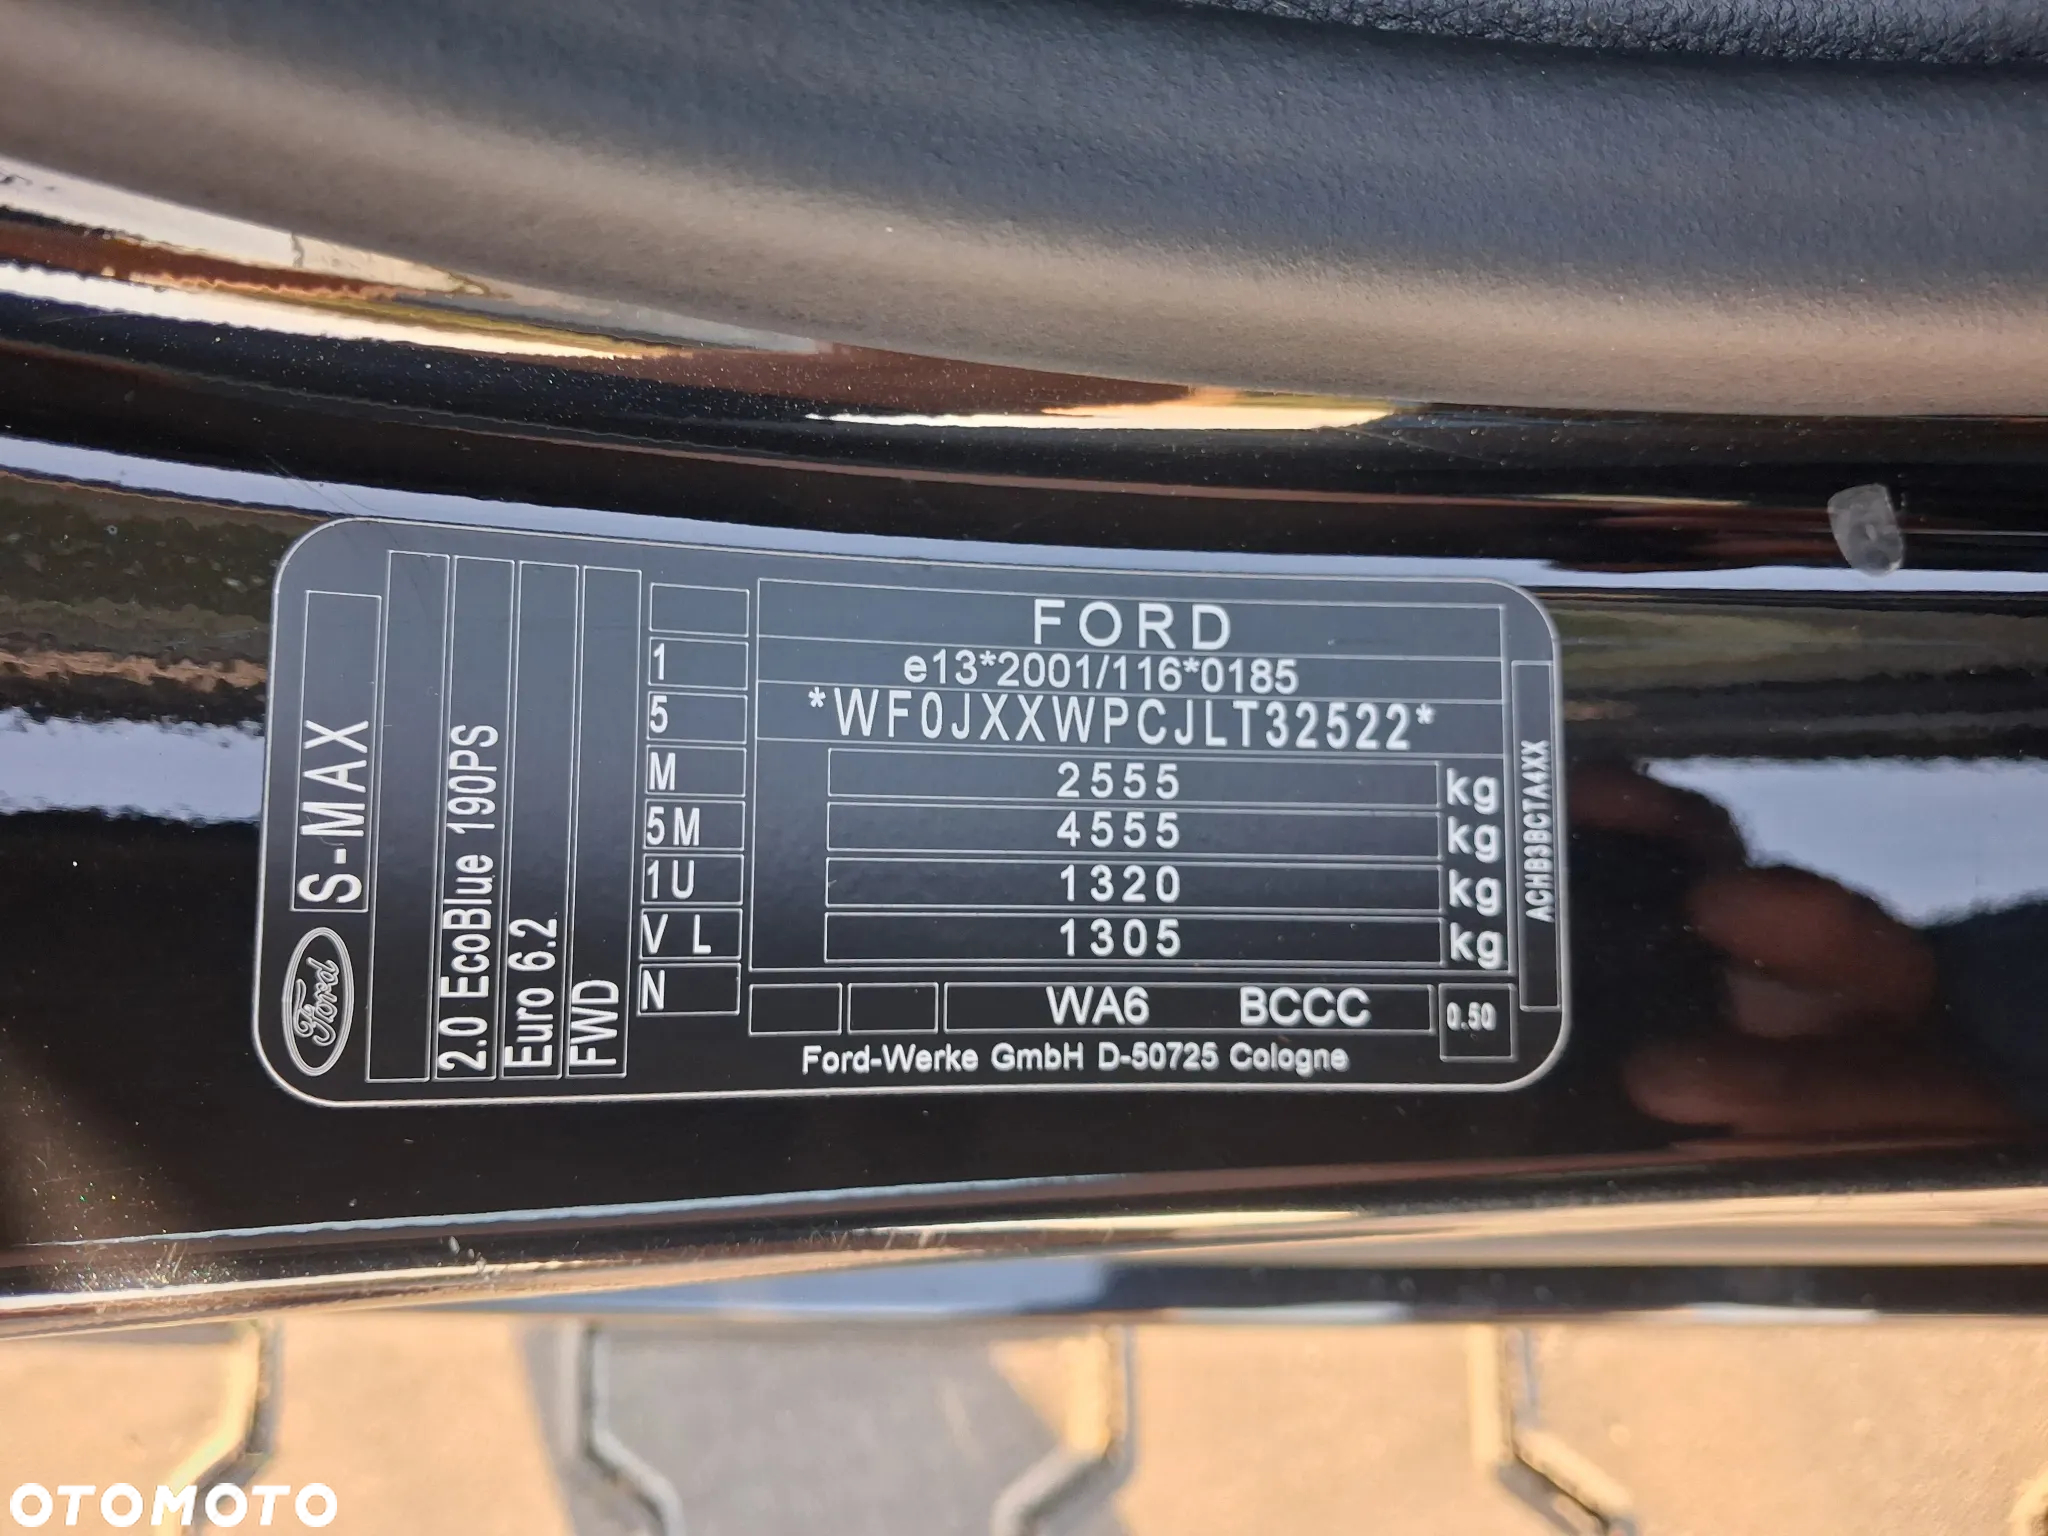 Ford S-MAX
2.0 EcoBlue 190PS
Euro 6.2
FWD
FORD
1 e13*2001/116*0185
5 *WF0JXXWPCJLT32522*
M 2555 kg
5M 4555 kg
1U 1320 kg
V L 1305 kg
N WA6 BCCC 0.50
Ford-Werke GmbH D-50725 Cologne
ACHB3BCTA4XX
OTOMOTO